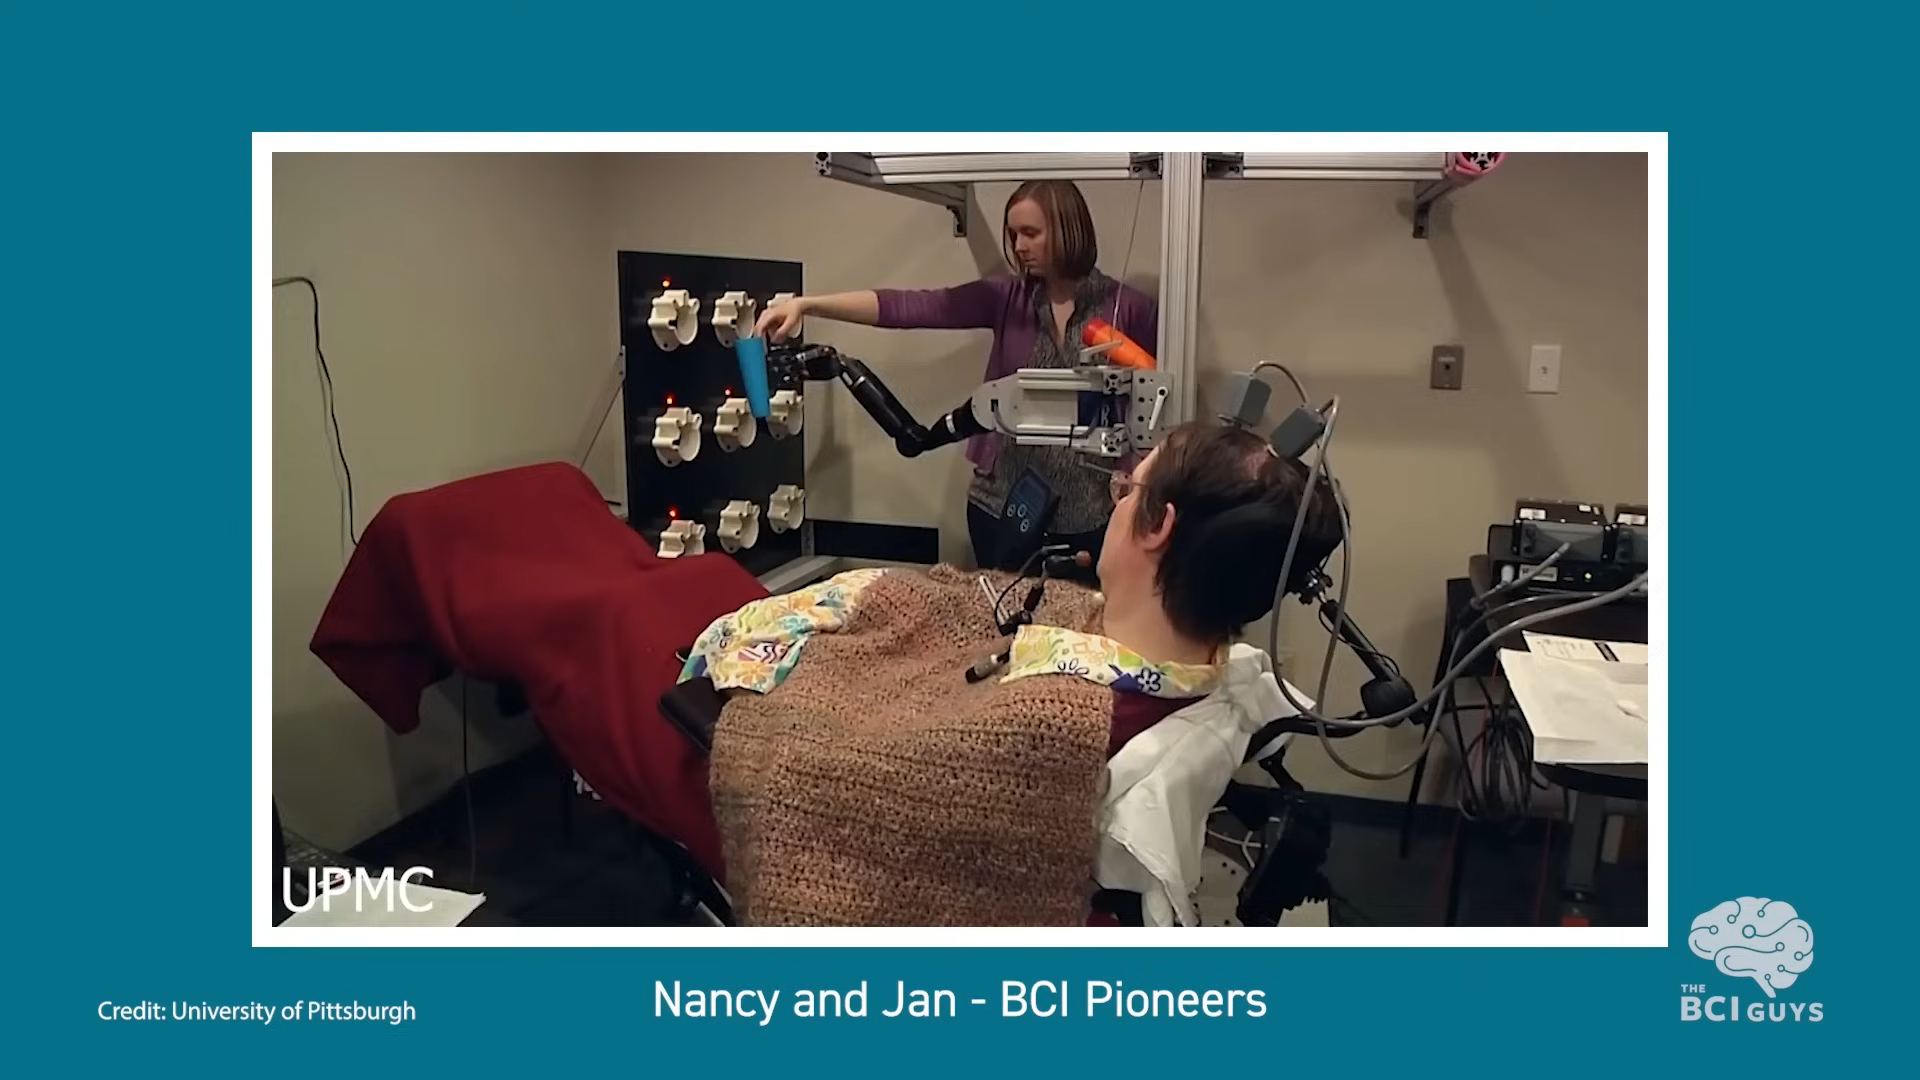 UPMC
Nancy and Jan - BCI Pioneers
Credit: University of Pittsburgh
THE
BCI GUYS